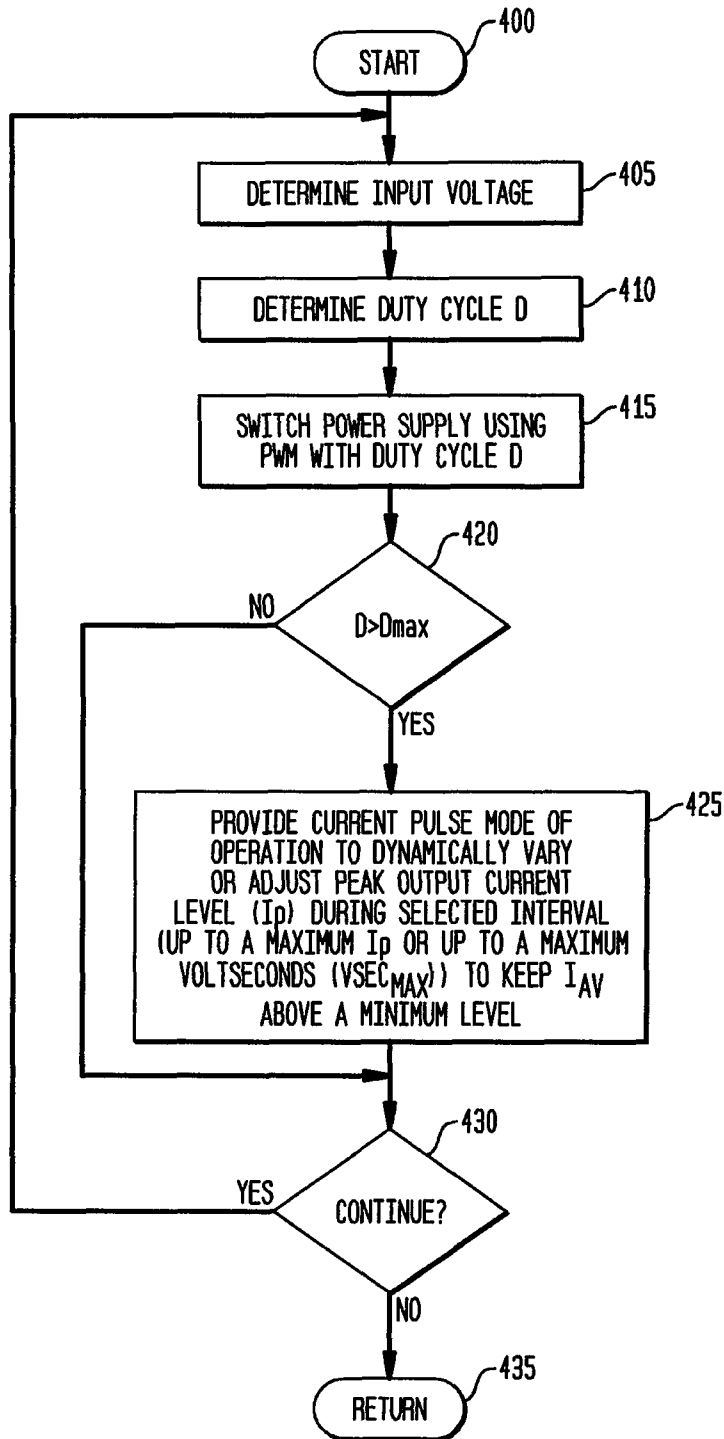 400
START
DETERMINE INPUT VOLTAGE
405
DETERMINE DUTY CYCLE D
410
SWITCH POWER SUPPLY USING
PWM WITH DUTY CYCLE D
415
420
NO
D>Dmax
YES
425
PROVIDE CURRENT PULSE MODE OF
OPERATION TO DYNAMICALLY VARY
OR ADJUST PEAK OUTPUT CURRENT
LEVEL (Ip) DURING SELECTED INTERVAL
(UP TO A MAXIMUM Ip OR UP TO A MAXIMUM
VOLTSECONDS (VSEC_MAX)) TO KEEP I_AV
ABOVE A MINIMUM LEVEL
430
YES
CONTINUE?
NO
435
RETURN